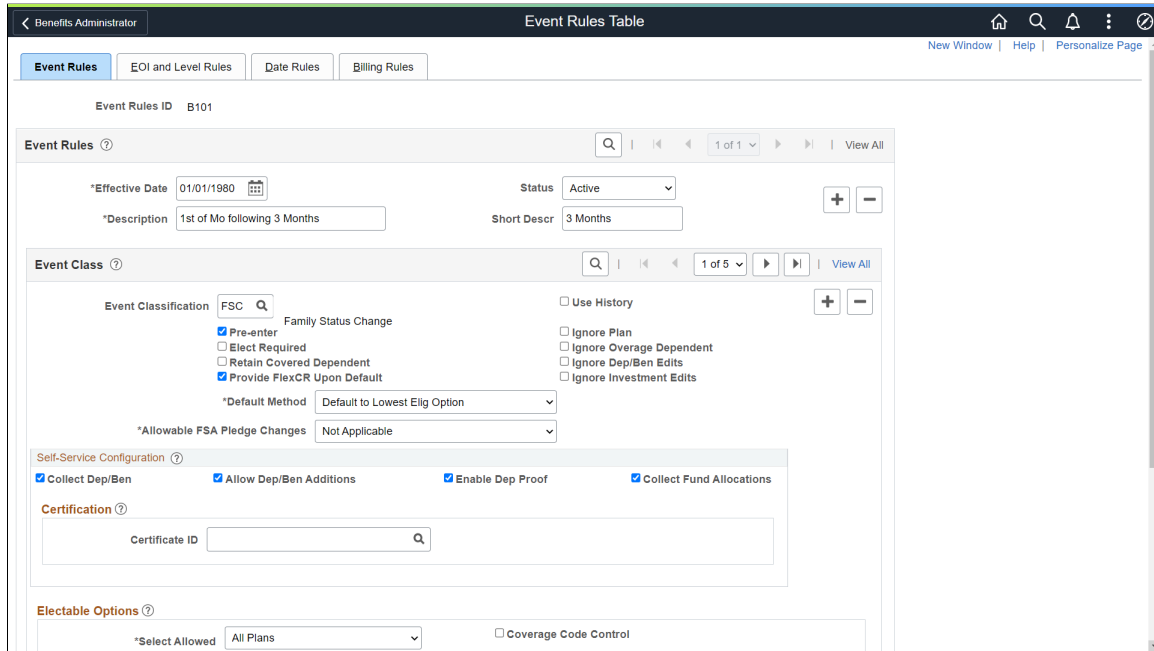 Benefits Administrator
Event Rules Table
New Window | Help | Personalize Page
Event Rules
EOI and Level Rules
Date Rules
Billing Rules
Event Rules ID B101
Event Rules
1 of 1
View All
*Effective Date 01/01/1980
Status Active
*Description 1st of Mo following 3 Months
Short Descr 3 Months
Event Class
1 of 5
View All
Event Classification FSC
Family Status Change
Use History
Pre-enter
Ignore Plan
Elect Required
Ignore Overage Dependent
Retain Covered Dependent
Ignore Dep/Ben Edits
Provide FlexCR Upon Default
Ignore Investment Edits
*Default Method Default to Lowest Elig Option
*Allowable FSA Pledge Changes Not Applicable
Self-Service Configuration
Collect Dep/Ben
Allow Dep/Ben Additions
Enable Dep Proof
Collect Fund Allocations
Certification
Certificate ID
Electable Options
*Select Allowed All Plans
Coverage Code Control